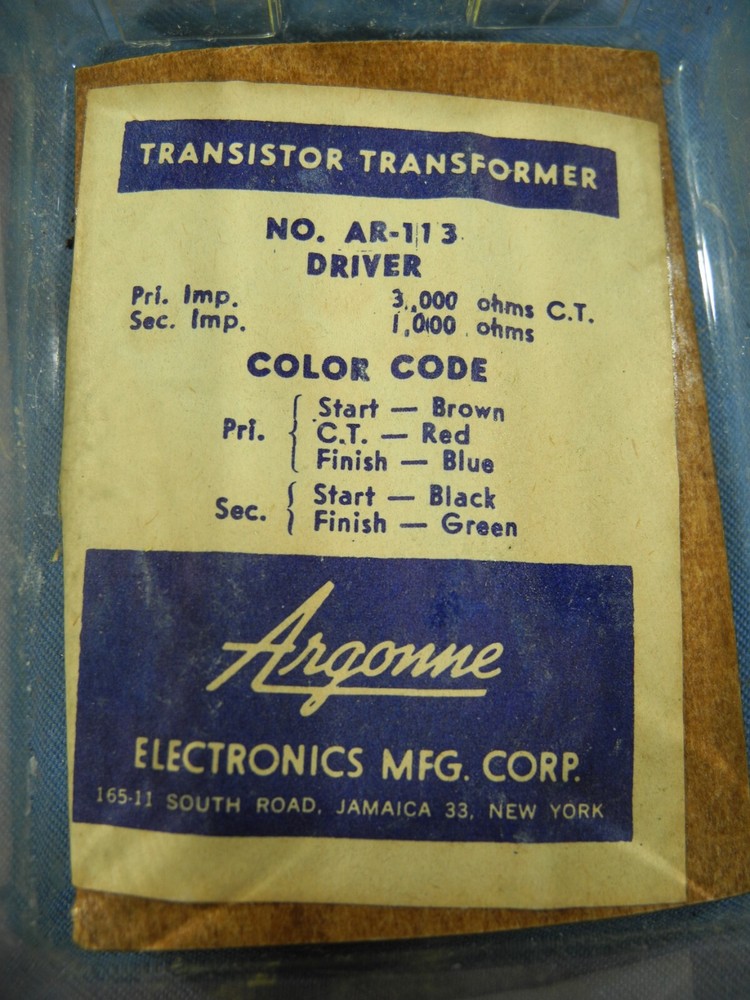 TRANSISTOR TRANSFORMER
NO. AR-113
DRIVER
Pri. Imp. 3,000 ohms C.T.
Sec. Imp. 1,000 ohms
COLOR CODE
Pri. { Start — Brown
C.T. — Red
Finish — Blue
Sec. { Start — Black
Finish — Green
Argonne
ELECTRONICS MFG. CORP.
165-11 SOUTH ROAD, JAMAICA 33, NEW YORK